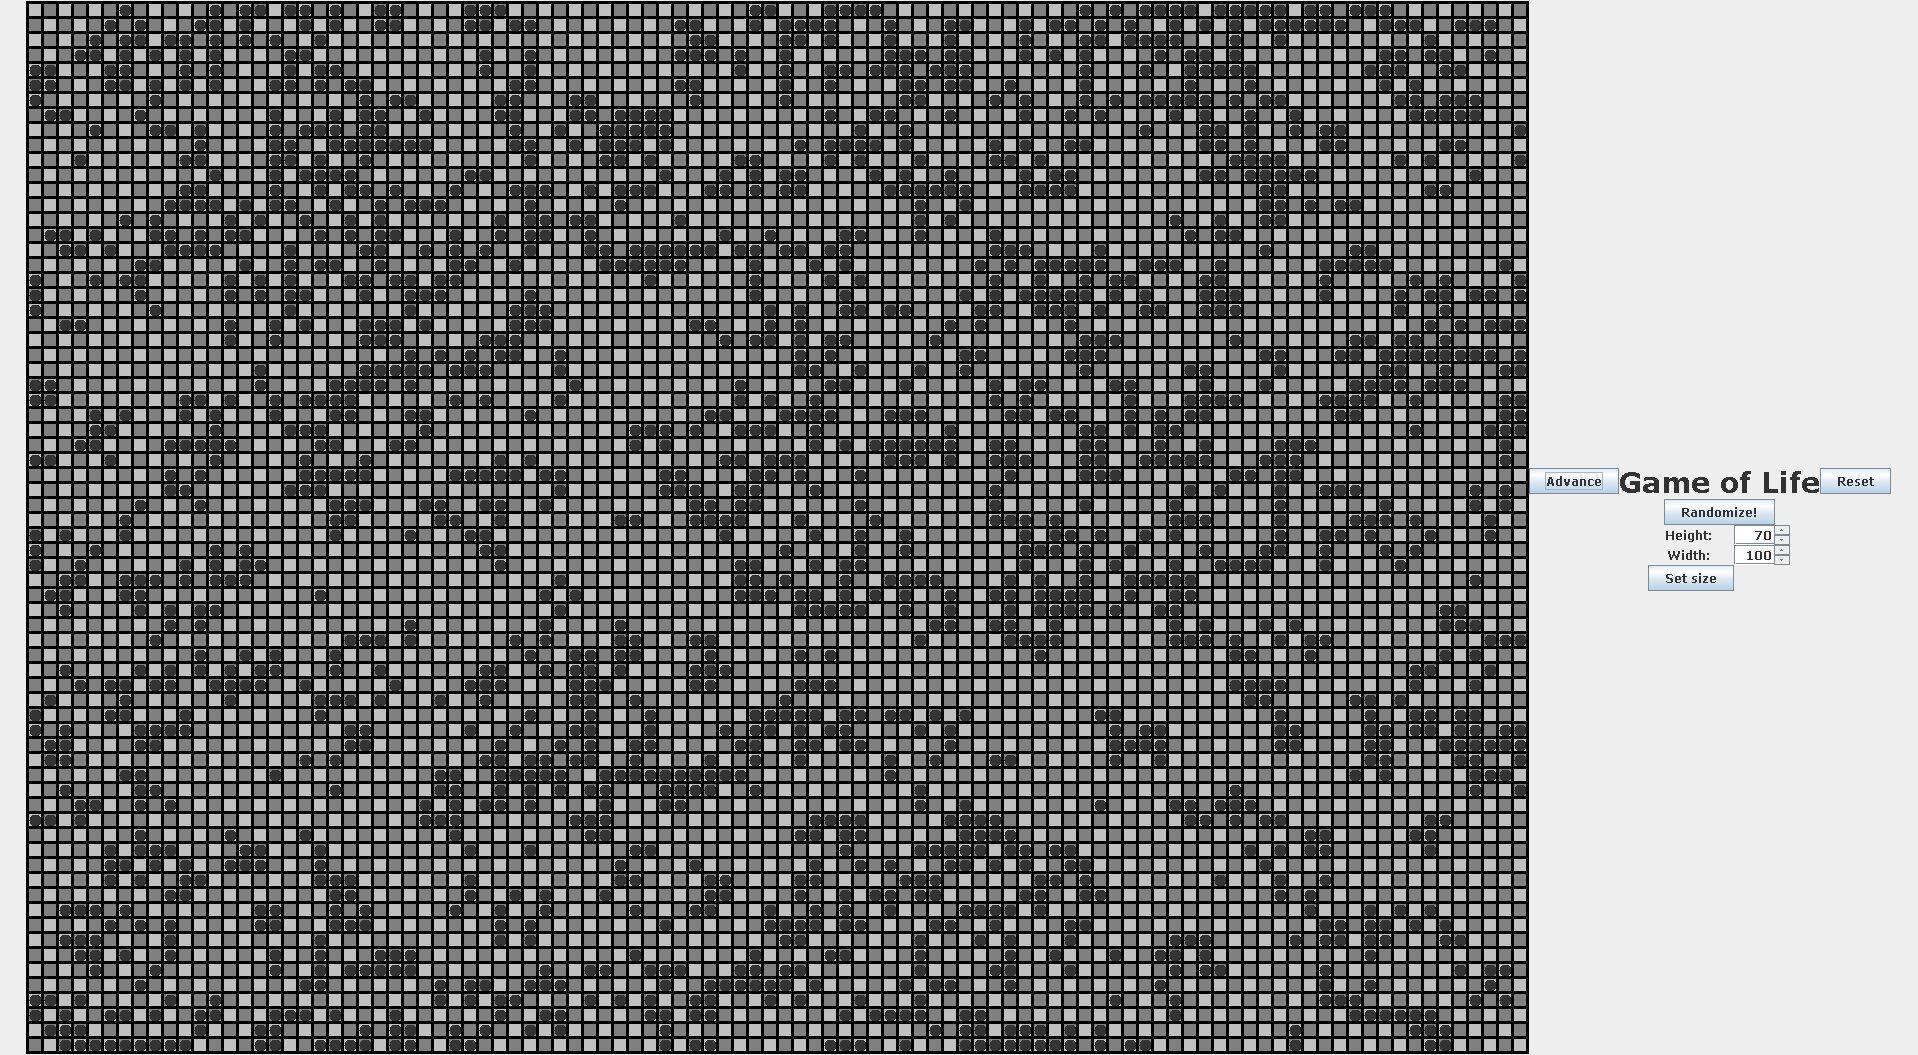 Advance Game of Life Reset
Randomize!
Height: 70
Width: 100
Set size